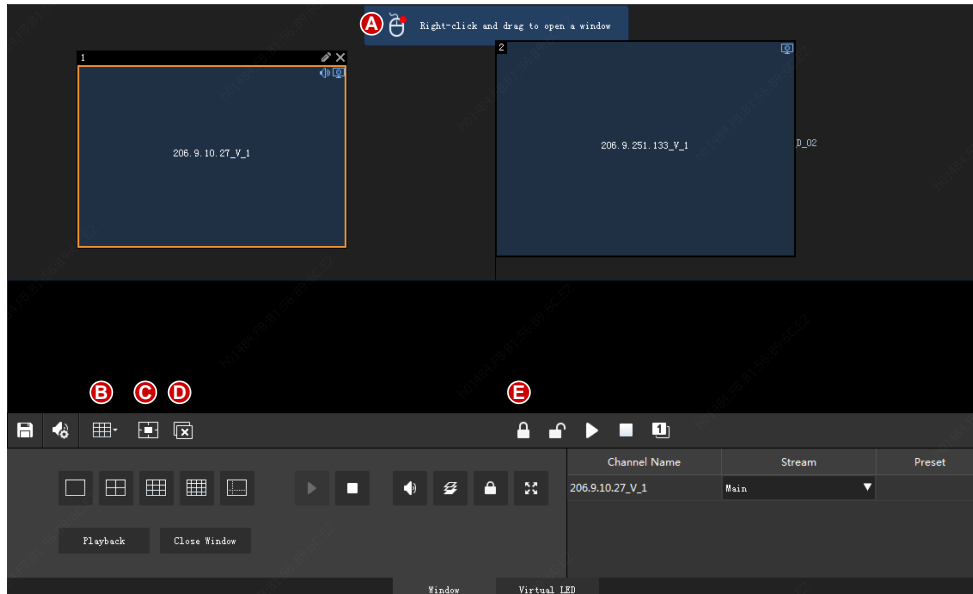 A
Right-click and drag to open a window
1
2
206.9.10.27_V_1
206.9.251.133_V_1
D_02
B
C
D
E
1
Channel Name Stream Preset
206.9.10.27_V_1 Main
Playback Close Window
Window Virtual LED